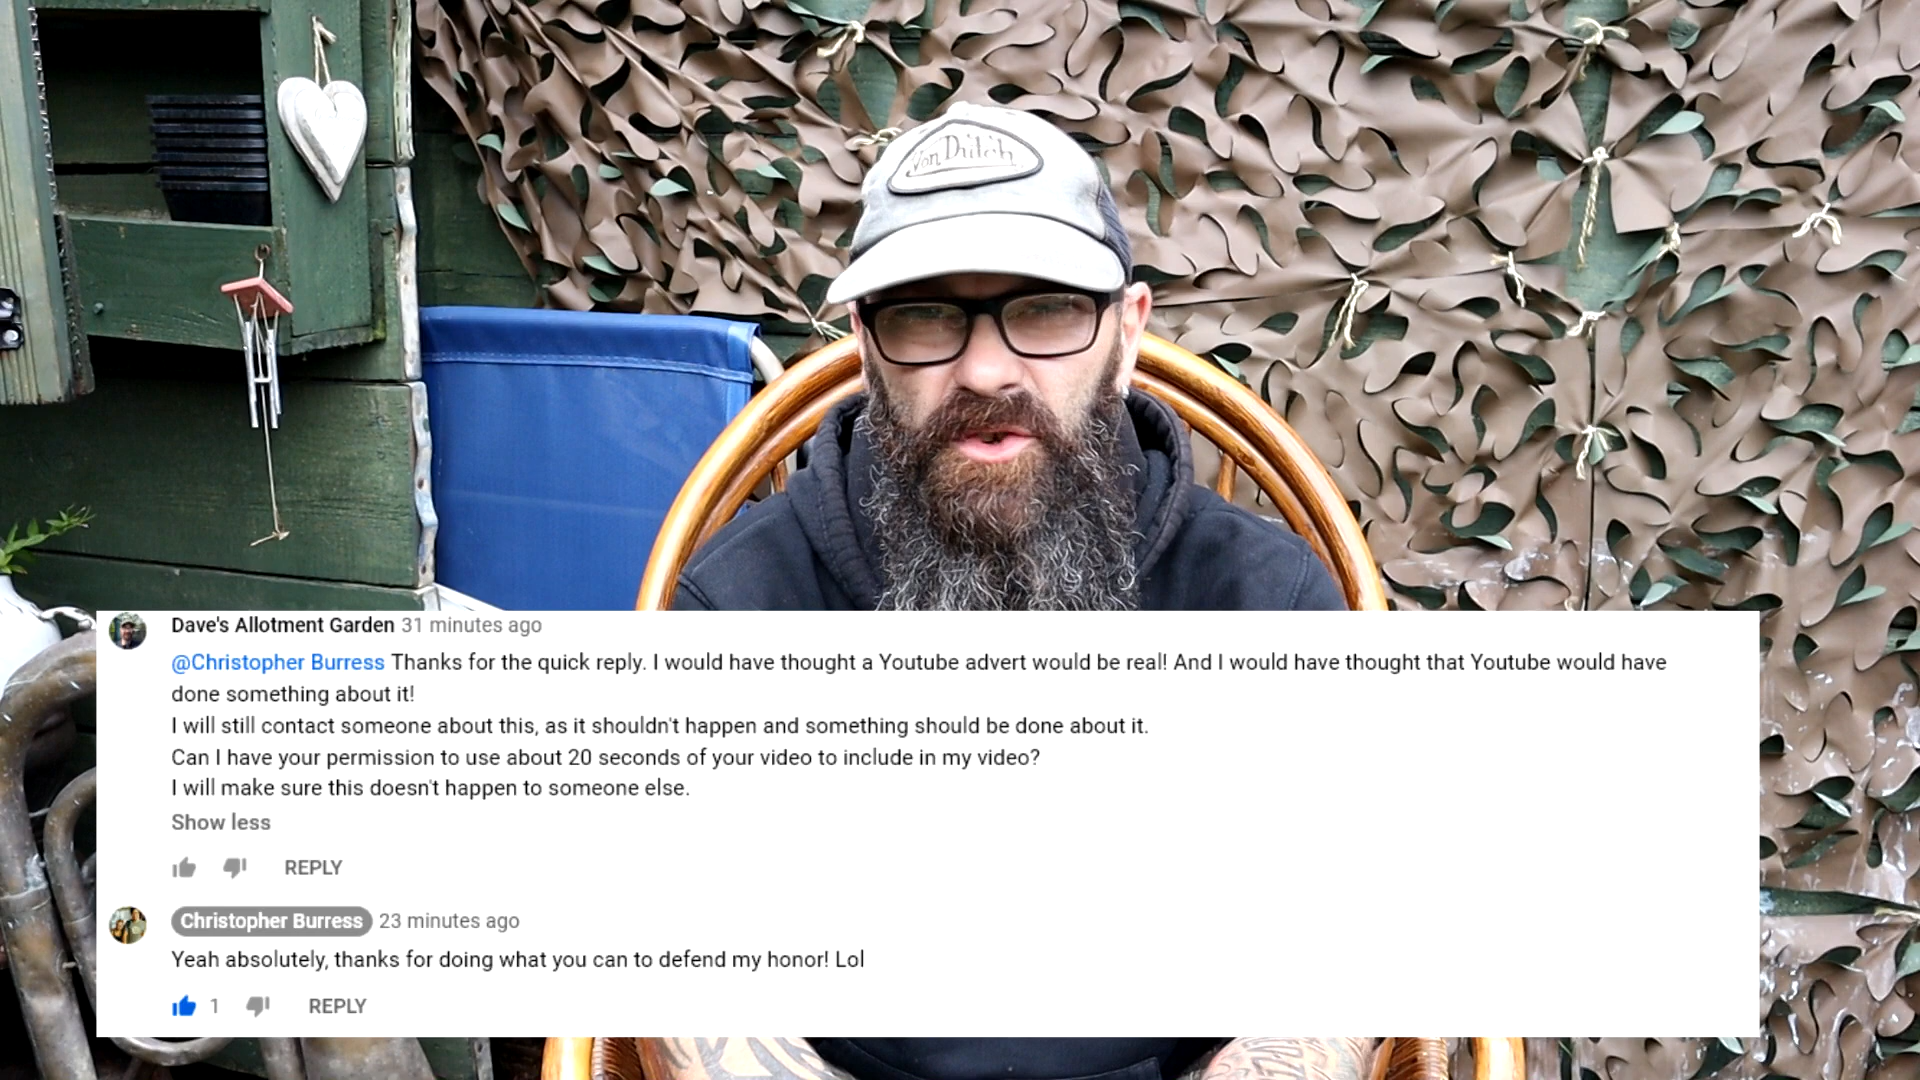 Von Dutch
Dave's Allotment Garden 31 minutes ago
@Christopher Burress Thanks for the quick reply. I would have thought a Youtube advert would be real! And I would have thought that Youtube would have
done something about it!
I will still contact someone about this, as it shouldn't happen and something should be done about it.
Can I have your permission to use about 20 seconds of your video to include in my video?
I will make sure this doesn't happen to someone else.
Show less
REPLY
Christopher Burress 23 minutes ago
Yeah absolutely, thanks for doing what you can to defend my honor! Lol
1 REPLY